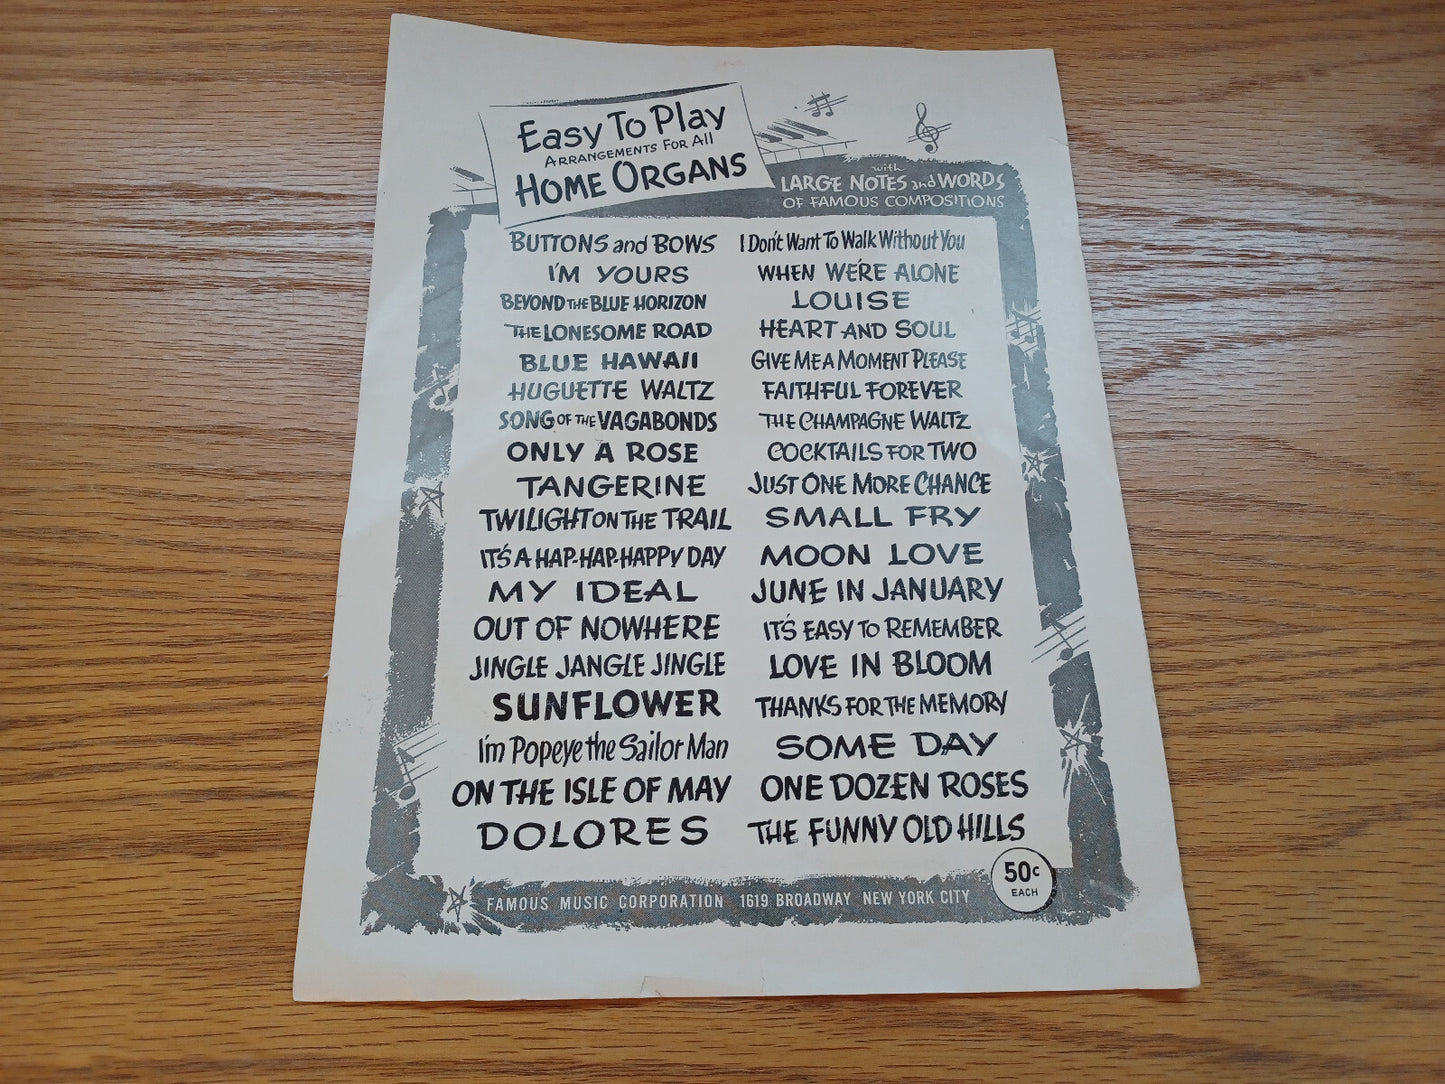 Easy To Play
ARRANGEMENTS FOR All
HOME ORGANS
with
LARGE NOTES and WORDS
OF FAMOUS COMPOSITIONS
BUTTONS and BOWS
I'M YOURS
BEYOND THE BLUE HORIZON
THE LONESOME ROAD
BLUE HAWAII
HUGUETTE WALTZ
SONG OF THE VAGABONDS
ONLY A ROSE
TANGERINE
TWILIGHT ON THE TRAIL
IT'S A HAP-HAP-HAPPY DAY
MY IDEAL
OUT OF NOWHERE
JINGLE JANGLE JINGLE
SUNFLOWER
I'm Popeye the Sailor Man
ON THE ISLE OF MAY
DOLORES
I Don't Want To Walk Without You
WHEN WE'RE ALONE
LOUISE
HEART AND SOUL
GIVE ME A MOMENT PLEASE
FAITHFUL FOREVER
THE CHAMPAGNE WALTZ
COCKTAILS FOR TWO
JUST ONE MORE CHANCE
SMALL FRY
MOON LOVE
JUNE IN JANUARY
IT'S EASY TO REMEMBER
LOVE IN BLOOM
THANKS FOR THE MEMORY
SOME DAY
ONE DOZEN ROSES
THE FUNNY OLD HILLS
50c
EACH
FAMOUS MUSIC CORPORATION 1619 BROADWAY NEW YORK CITY